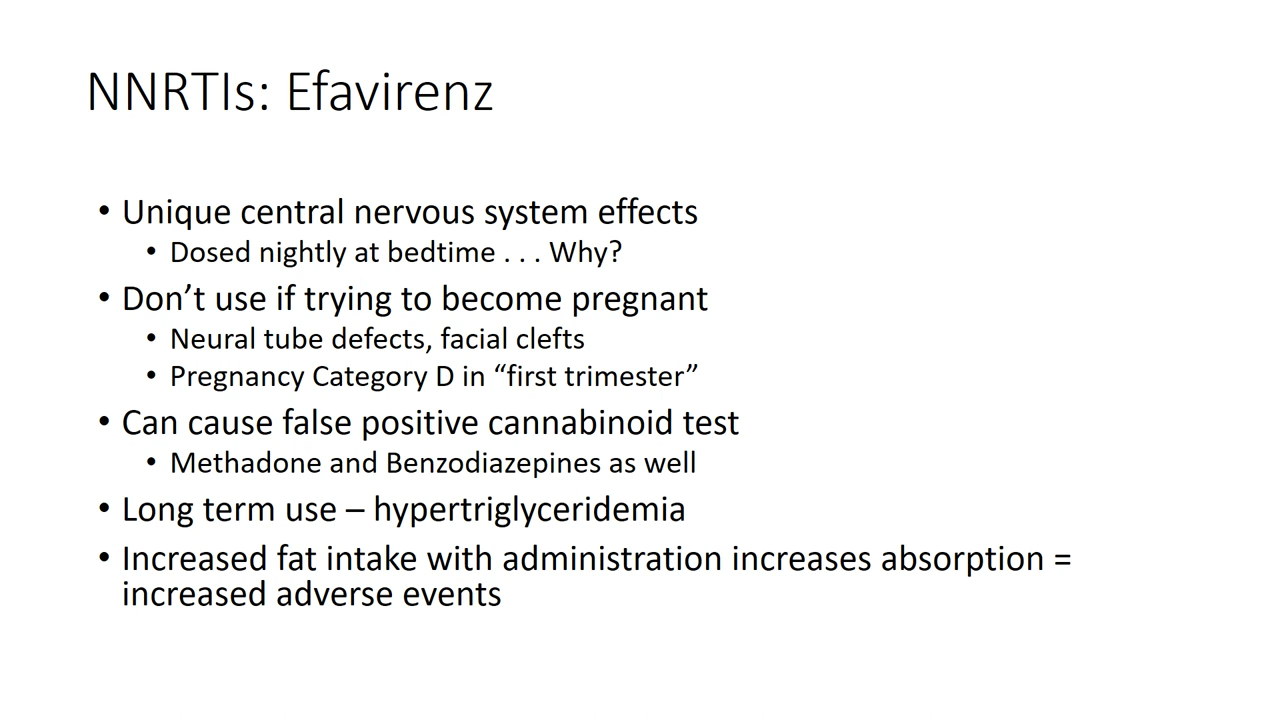 NNRTIs: Efavirenz
• Unique central nervous system effects
• Dosed nightly at bedtime . . . Why?
• Don’t use if trying to become pregnant
• Neural tube defects, facial clefts
• Pregnancy Category D in “first trimester”
• Can cause false positive cannabinoid test
• Methadone and Benzodiazepines as well
• Long term use – hypertriglyceridemia
• Increased fat intake with administration increases absorption =
increased adverse events